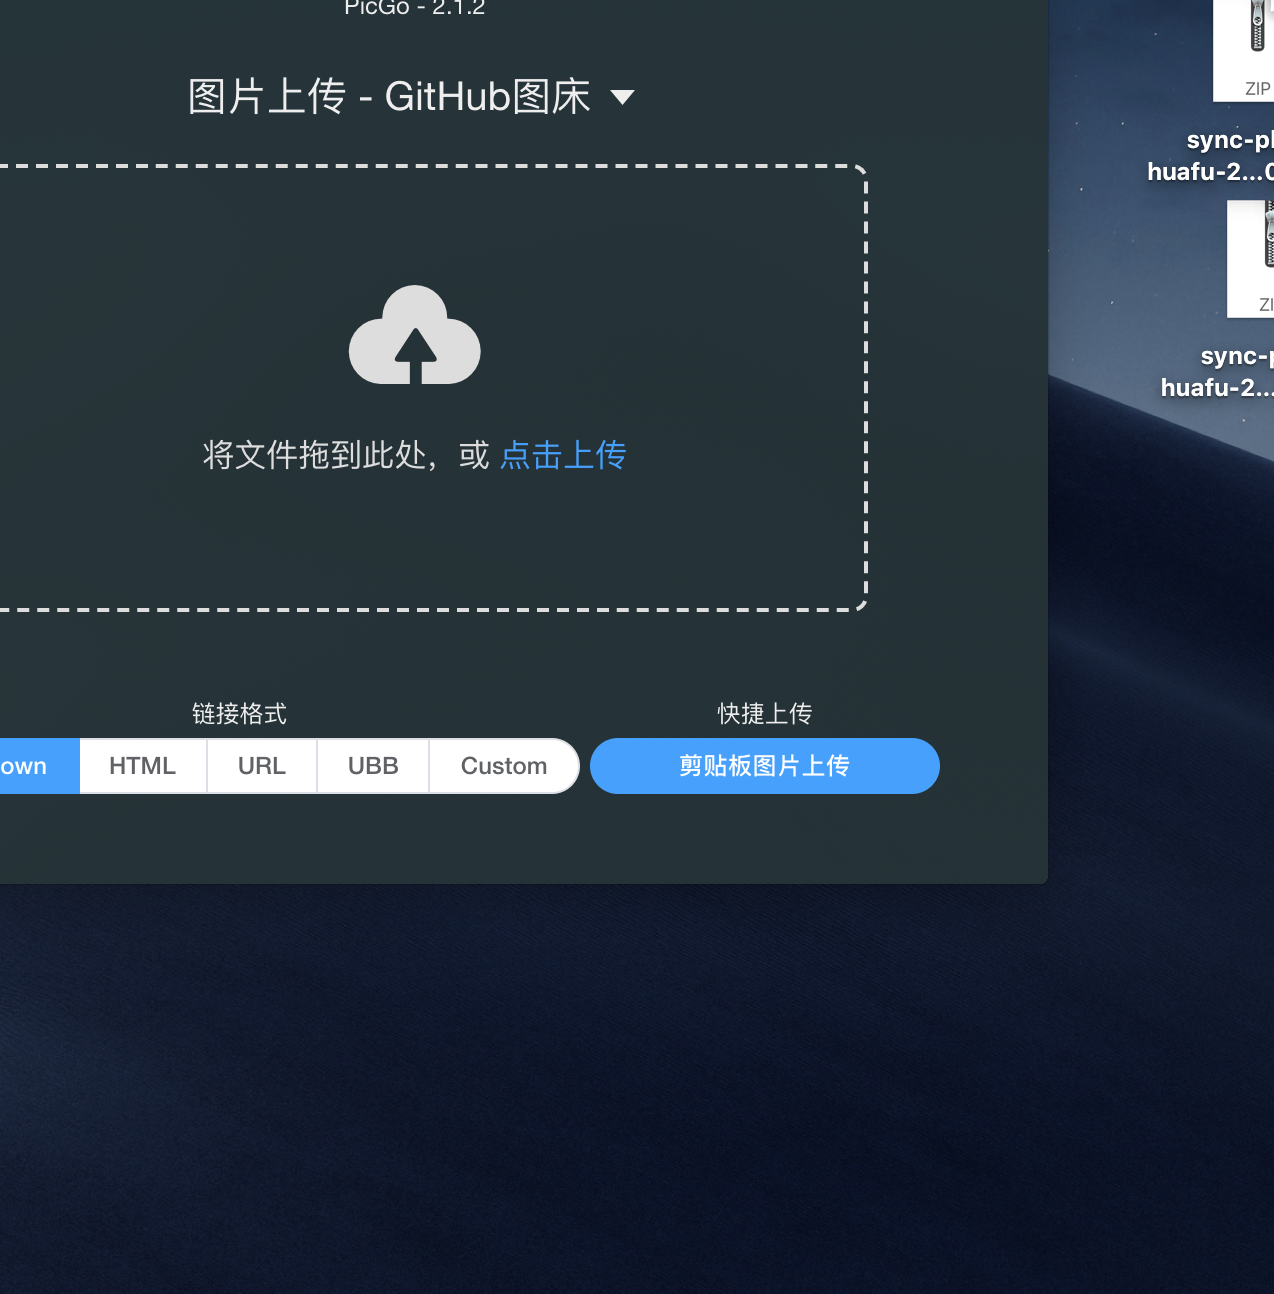 PicGo - 2.1.2
图片上传 - GitHub图床
将文件拖到此处，或 点击上传
链接格式
快捷上传
own HTML URL UBB Custom
剪贴板图片上传
ZIP
sync-pl
huafu-2...0
ZI
sync-p
huafu-2...